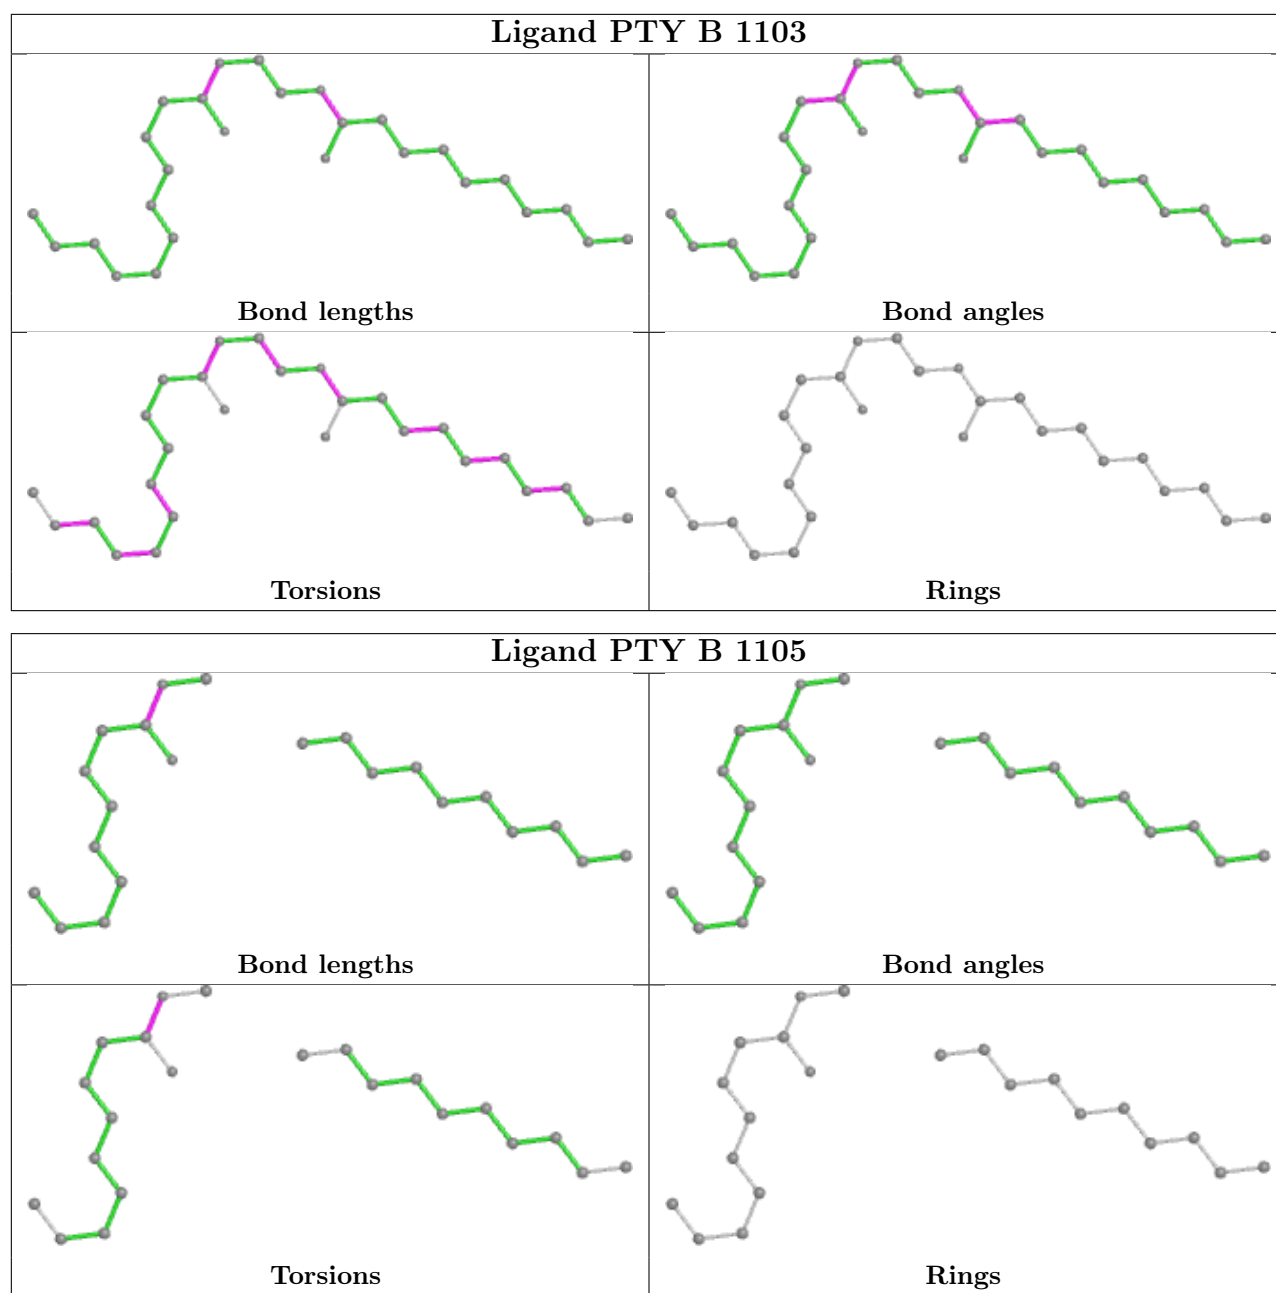 Ligand PTY B 1103
Bond lengths
Bond angles
Torsions
Rings
Ligand PTY B 1105
Bond lengths
Bond angles
Torsions
Rings